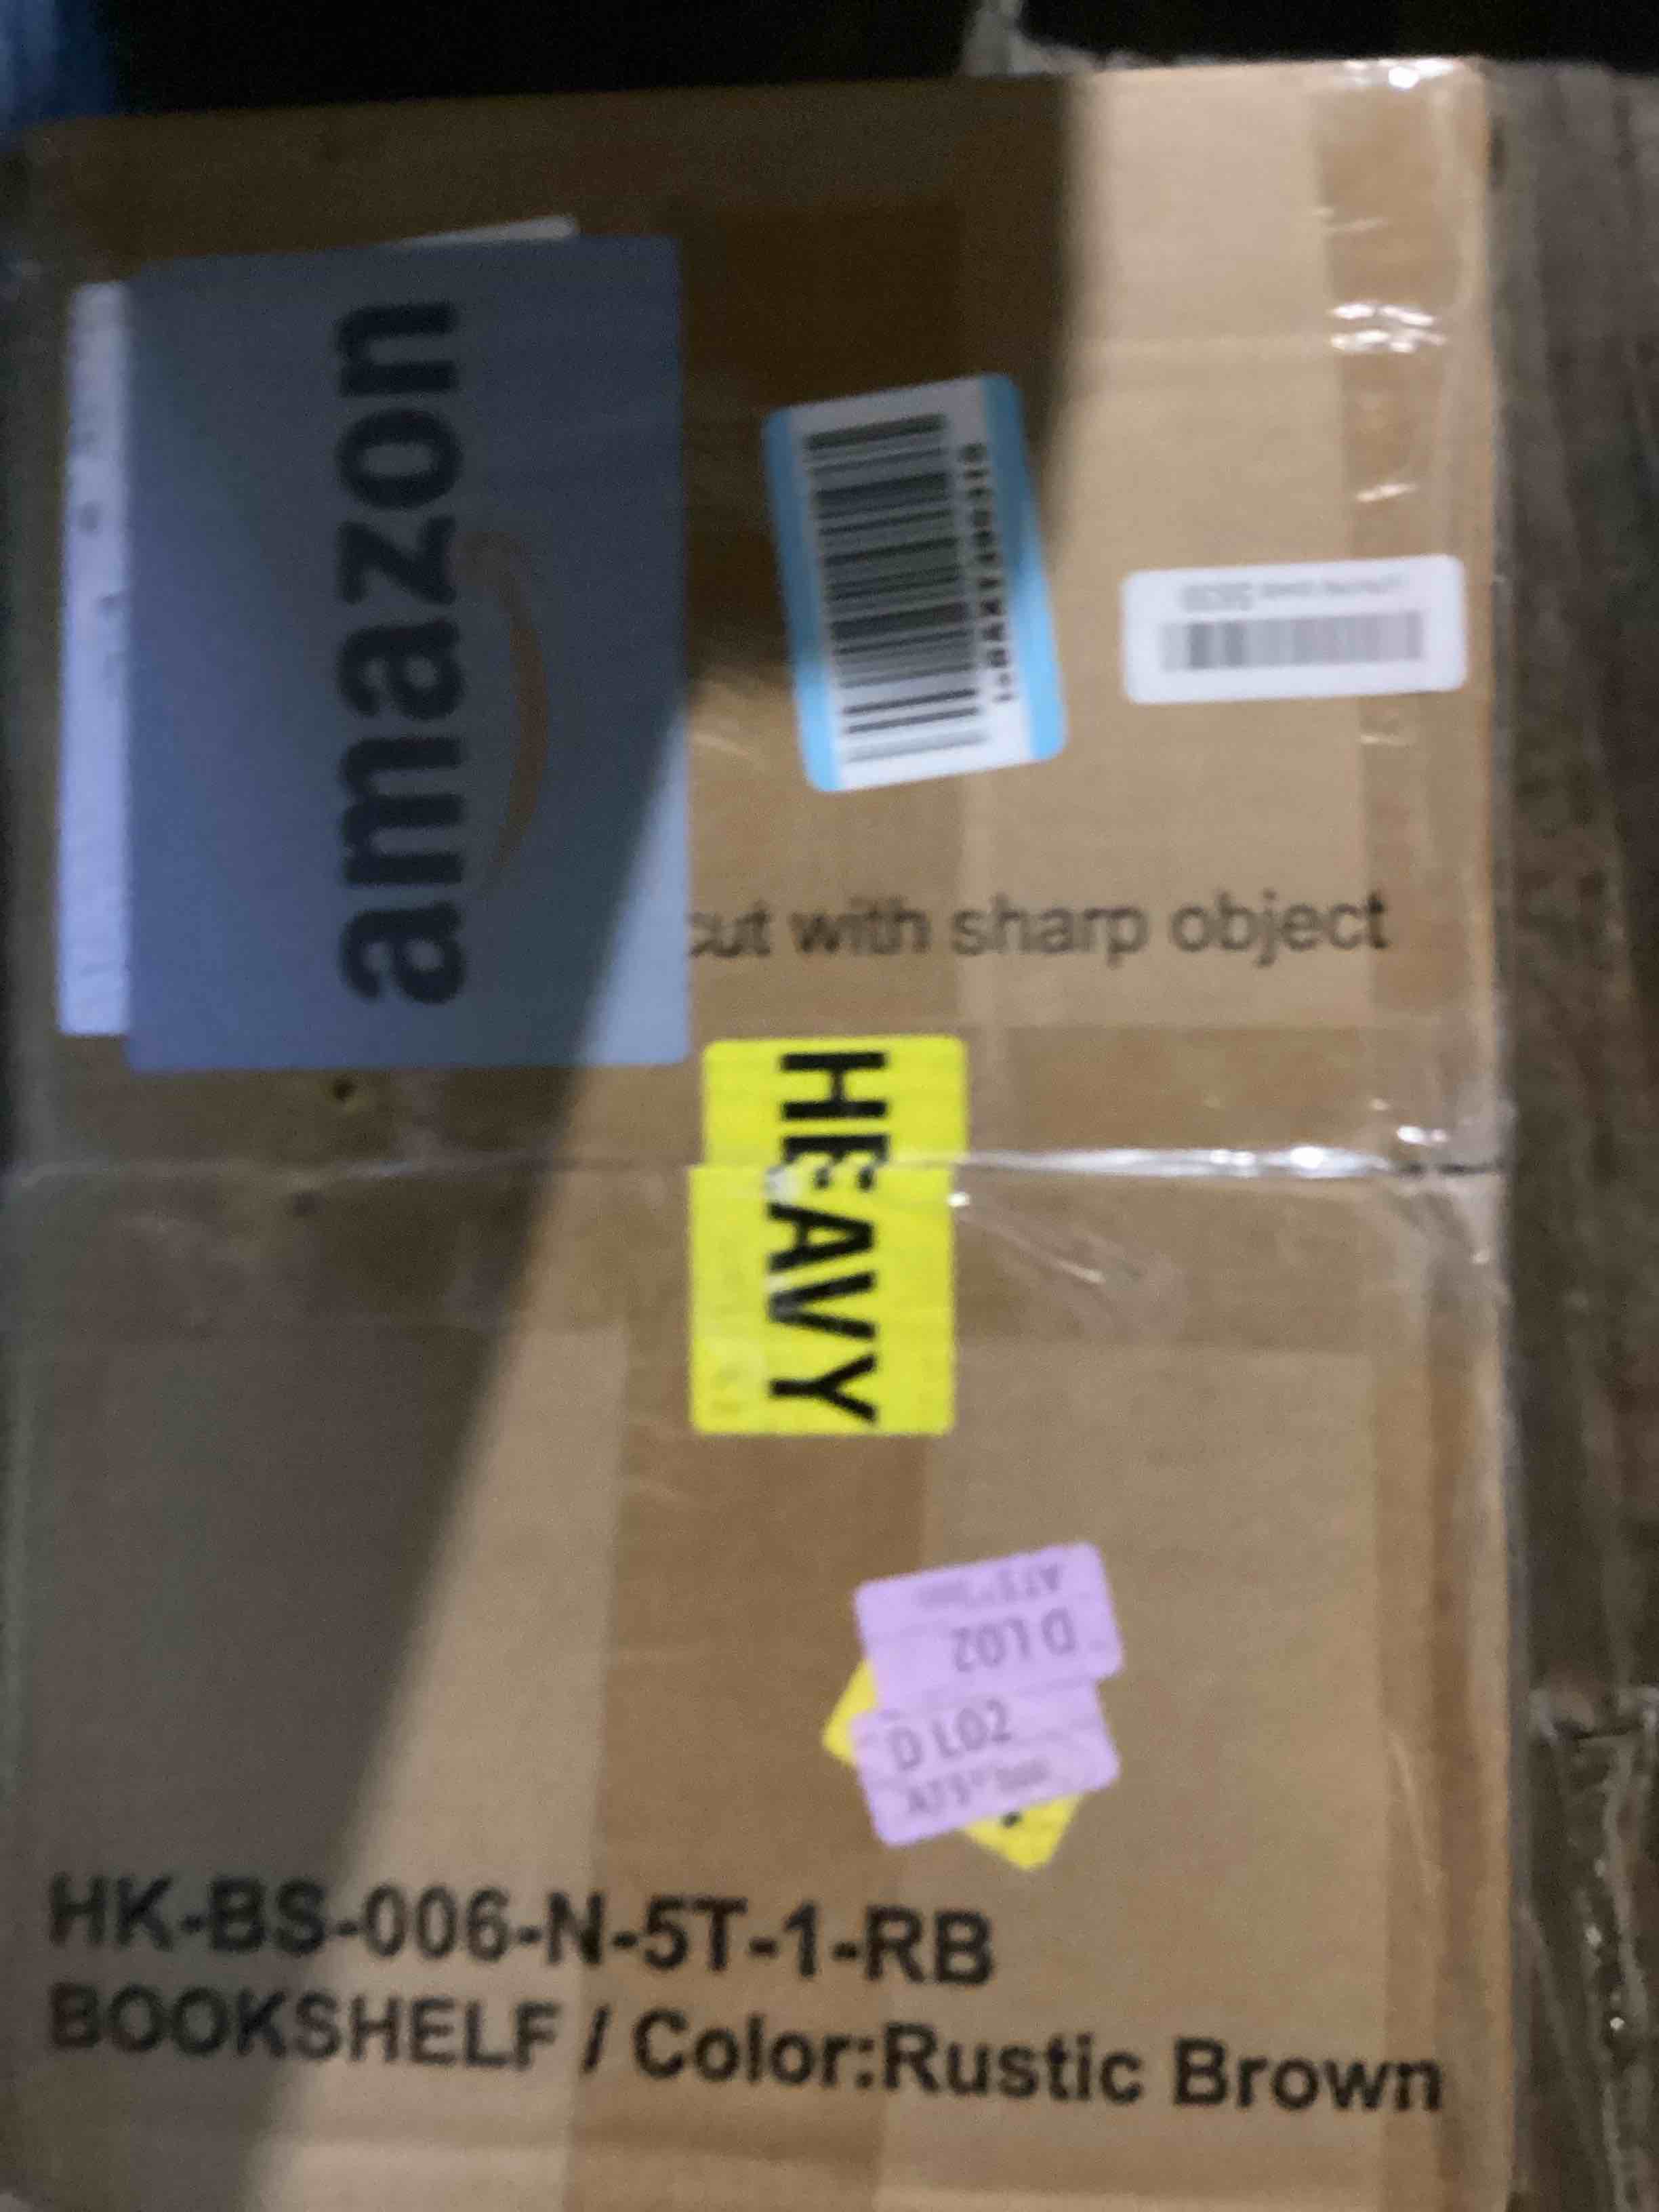 amazon
cut with sharp object
HEAVY
D L02
D L02
HK-BS-006-N-5T-1-RB
BOOKSHELF / Color:Rustic Brown